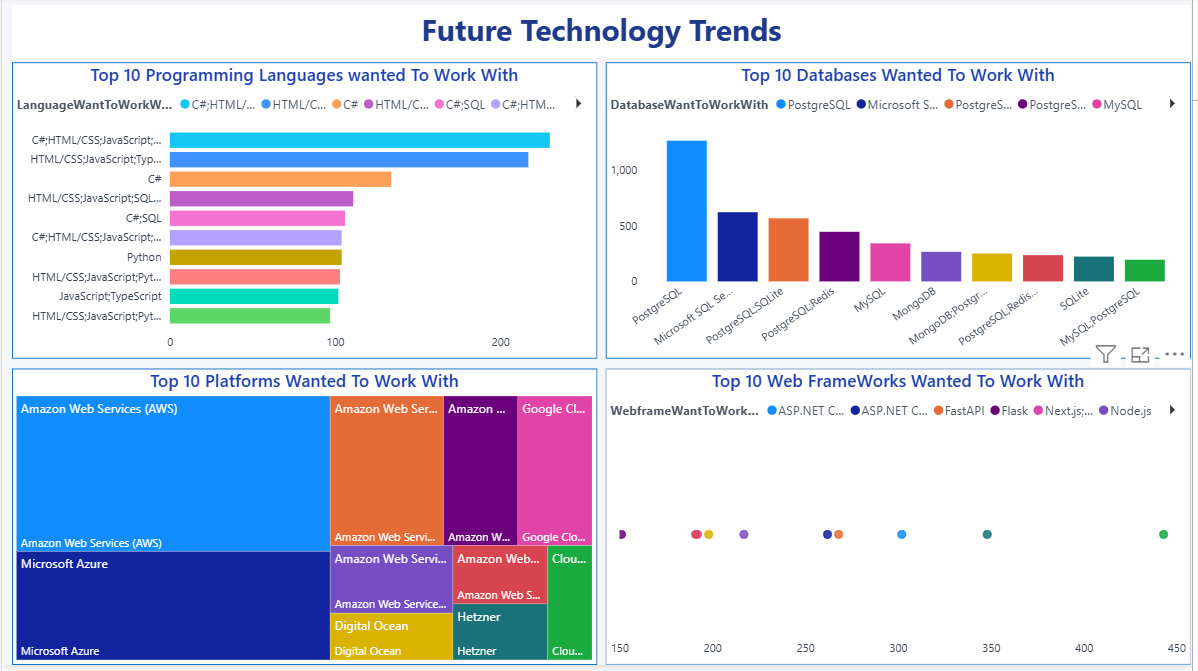 Future Technology Trends
Top 10 Programming Languages wanted To Work With
LanguageWantToWorkW... C#;HTML/... HTML/C... C# HTML/C... C#;SQL C#;HTM...
C#;HTML/CSS;JavaScript;...
HTML/CSS;JavaScript;Typ...
C#
HTML/CSS;JavaScript;SQL...
C#;SQL
C#;HTML/CSS;JavaScript;...
Python
HTML/CSS;JavaScript;Pyt...
JavaScript;TypeScript
HTML/CSS;JavaScript;Pyt...
0 100 200
Top 10 Databases Wanted To Work With
DatabaseWantToWorkWith PostgreSQL Microsoft S... PostgreS... PostgreS... MySQL
1,000
500
0
PostgreSQL
Microsoft SQL Se...
PostgreSQL;SQLite
PostgreSQL;Redis
MySQL
MongoDB
MongoDB;Postgr...
PostgreSQL;Redis...
SQLite
MySQL;PostgreSQL
Top 10 Platforms Wanted To Work With
Amazon Web Services (AWS)
Amazon Web Services (AWS)
Microsoft Azure
Microsoft Azure
Amazon Web Ser...
Amazon Web Servi...
Amazon ...
Amazon W...
Google Cl...
Google Clo...
Amazon Web Servi...
Amazon Web Service...
Digital Ocean
Digital Ocean
Amazon Web...
Amazon Web S...
Hetzner
Hetzner
Clou...
Clou...
Top 10 Web FrameWorks Wanted To Work With
WebframeWantToWork... ASP.NET C... ASP.NET C... FastAPI Flask Next.js;... Node.js
150 200 250 300 350 400 450